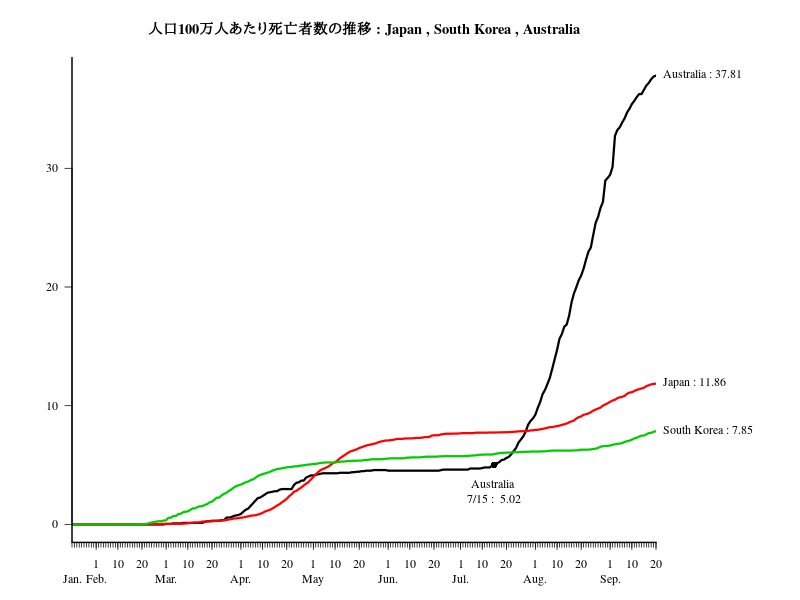 人口100万人あたり死亡者数の推移 : Japan , South Korea , Australia
Australia : 37.81
30
20
Japan : 11.86
10
South Korea : 7.85
Australia
7/15 : 5.02
0
1 10 20 1 10 20 1 10 20 1 10 20 1 10 20 1 10 20 1 10 20 1 10 20
Jan. Feb. Mar. Apr. May Jun. Jul. Aug. Sep.